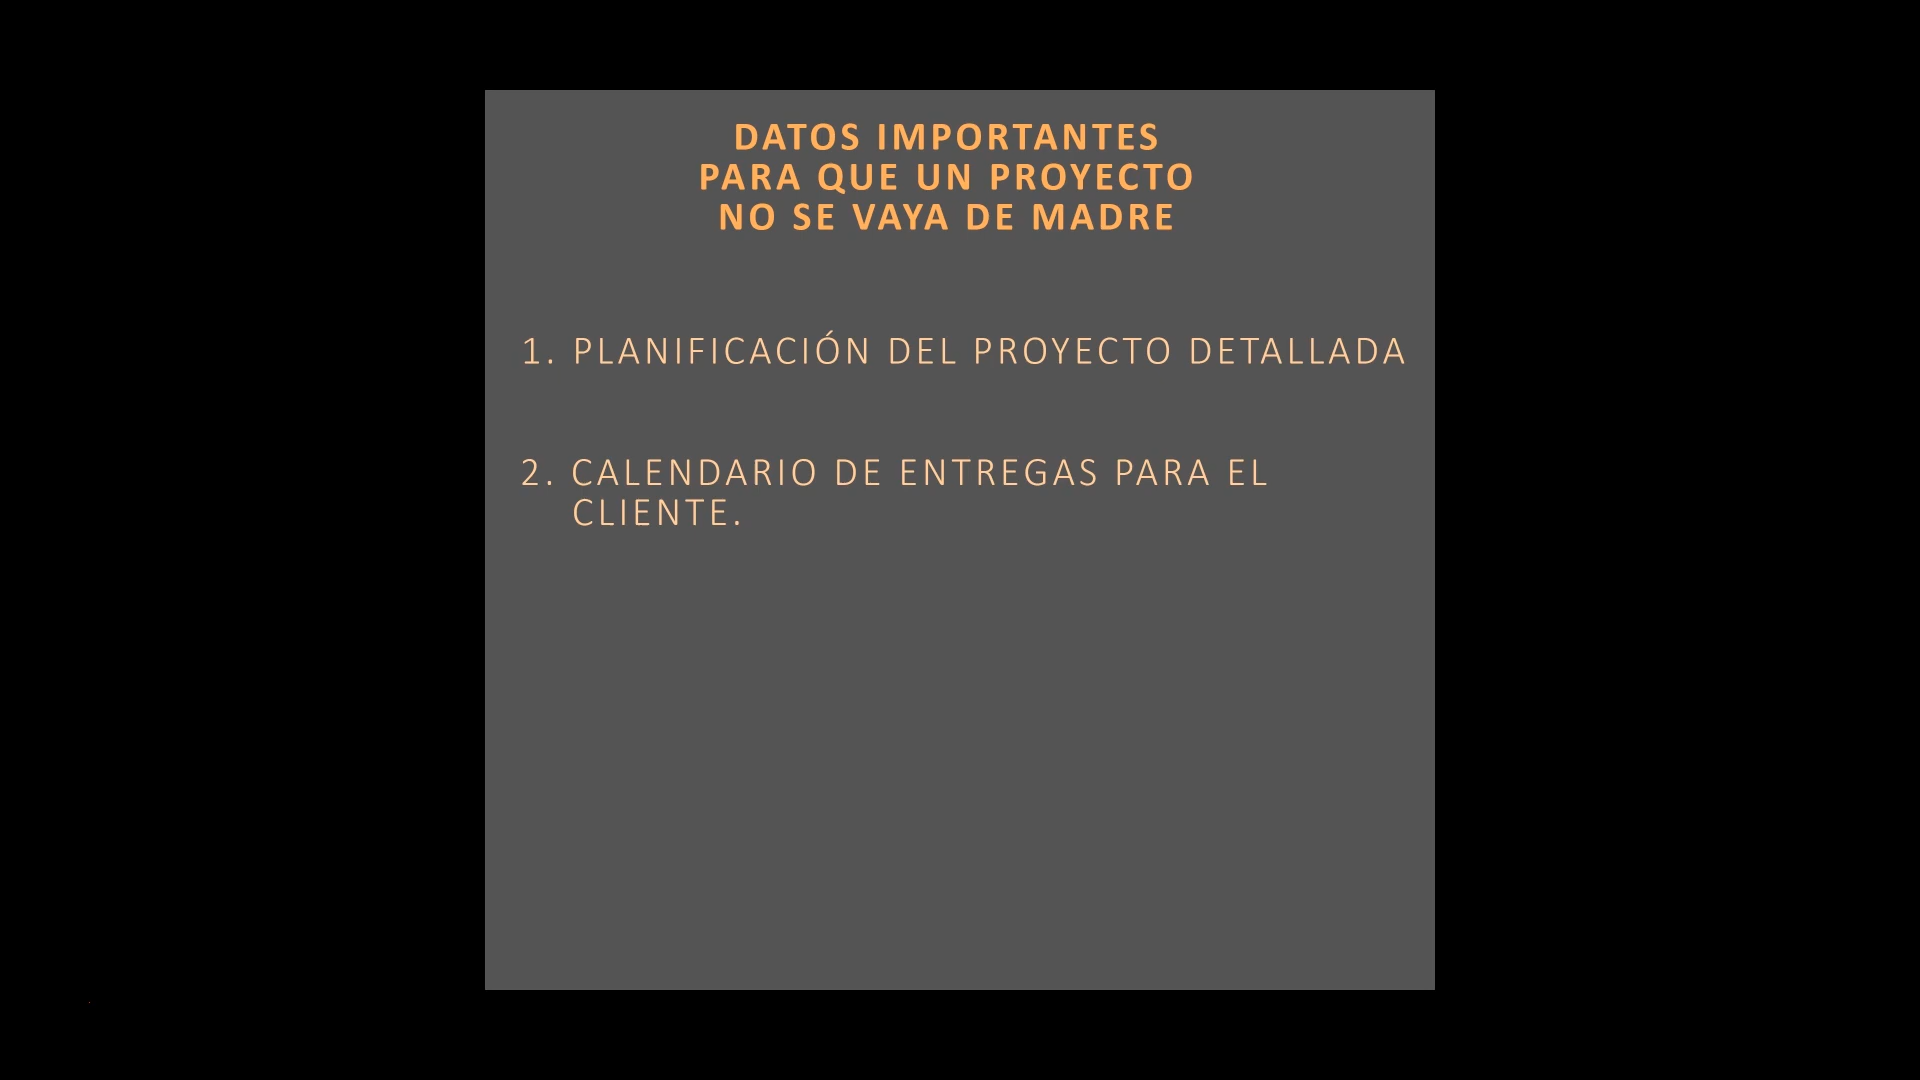 DATOS IMPORTANTES
PARA QUE UN PROYECTO
NO SE VAYA DE MADRE
1. PLANIFICACIÓN DEL PROYECTO DETALLADA
2. CALENDARIO DE ENTREGAS PARA EL
CLIENTE.